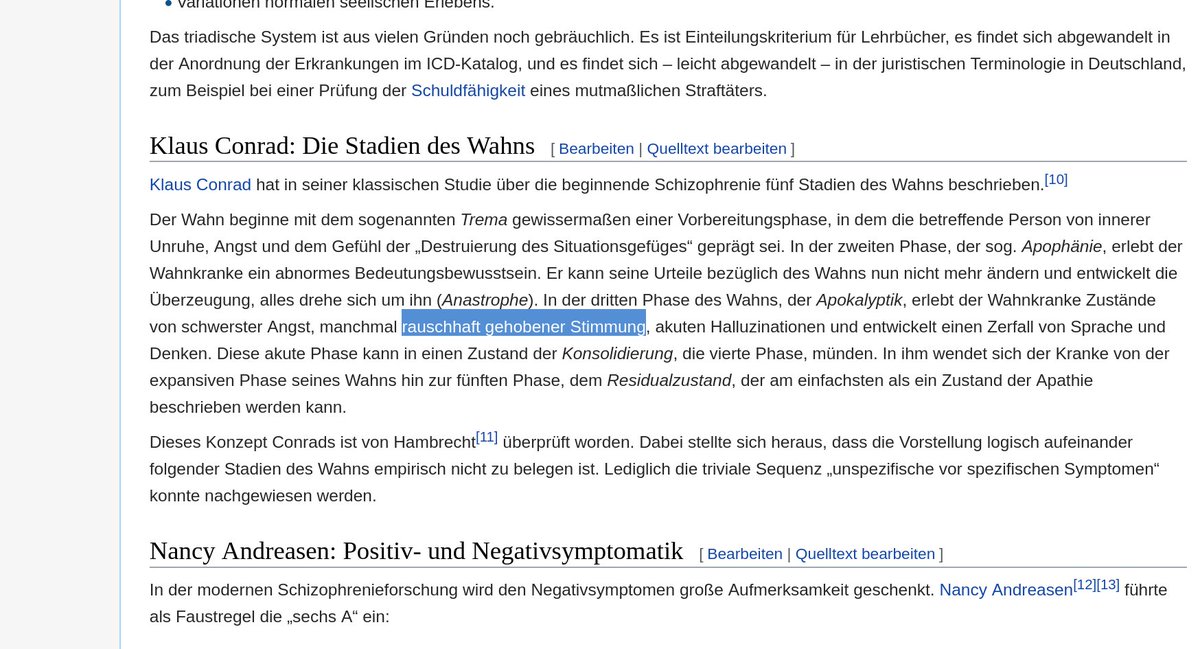 • Variationen normalen seelischen Erlebens.
Das triadische System ist aus vielen Gründen noch gebräuchlich. Es ist Einteilungskriterium für Lehrbücher, es findet sich abgewandelt in
der Anordnung der Erkrankungen im ICD-Katalog, und es findet sich – leicht abgewandelt – in der juristischen Terminologie in Deutschland,
zum Beispiel bei einer Prüfung der Schuldfähigkeit eines mutmaßlichen Straftäters.
Klaus Conrad: Die Stadien des Wahns [ Bearbeiten | Quelltext bearbeiten ]
Klaus Conrad hat in seiner klassischen Studie über die beginnende Schizophrenie fünf Stadien des Wahns beschrieben.[10]
Der Wahn beginne mit dem sogenannten Trema gewissermaßen einer Vorbereitungsphase, in dem die betreffende Person von innerer
Unruhe, Angst und dem Gefühl der „Destruierung des Situationsgefüges“ geprägt sei. In der zweiten Phase, der sog. Apophänie, erlebt der
Wahnkranke ein abnormes Bedeutungsbewusstsein. Er kann seine Urteile bezüglich des Wahns nun nicht mehr ändern und entwickelt die
Überzeugung, alles drehe sich um ihn (Anastrophe). In der dritten Phase des Wahns, der Apokalyptik, erlebt der Wahnkranke Zustände
von schwerster Angst, manchmal rauschhaft gehobener Stimmung, akuten Halluzinationen und entwickelt einen Zerfall von Sprache und
Denken. Diese akute Phase kann in einen Zustand der Konsolidierung, die vierte Phase, münden. In ihm wendet sich der Kranke von der
expansiven Phase seines Wahns hin zur fünften Phase, dem Residualzustand, der am einfachsten als ein Zustand der Apathie
beschrieben werden kann.
Dieses Konzept Conrads ist von Hambrecht[11] überprüft worden. Dabei stellte sich heraus, dass die Vorstellung logisch aufeinander
folgender Stadien des Wahns empirisch nicht zu belegen ist. Lediglich die triviale Sequenz „unspezifische vor spezifischen Symptomen“
konnte nachgewiesen werden.
Nancy Andreasen: Positiv- und Negativsymptomatik [ Bearbeiten | Quelltext bearbeiten ]
In der modernen Schizophrenieforschung wird den Negativsymptomen große Aufmerksamkeit geschenkt. Nancy Andreasen[12][13] führte
als Faustregel die „sechs A“ ein: